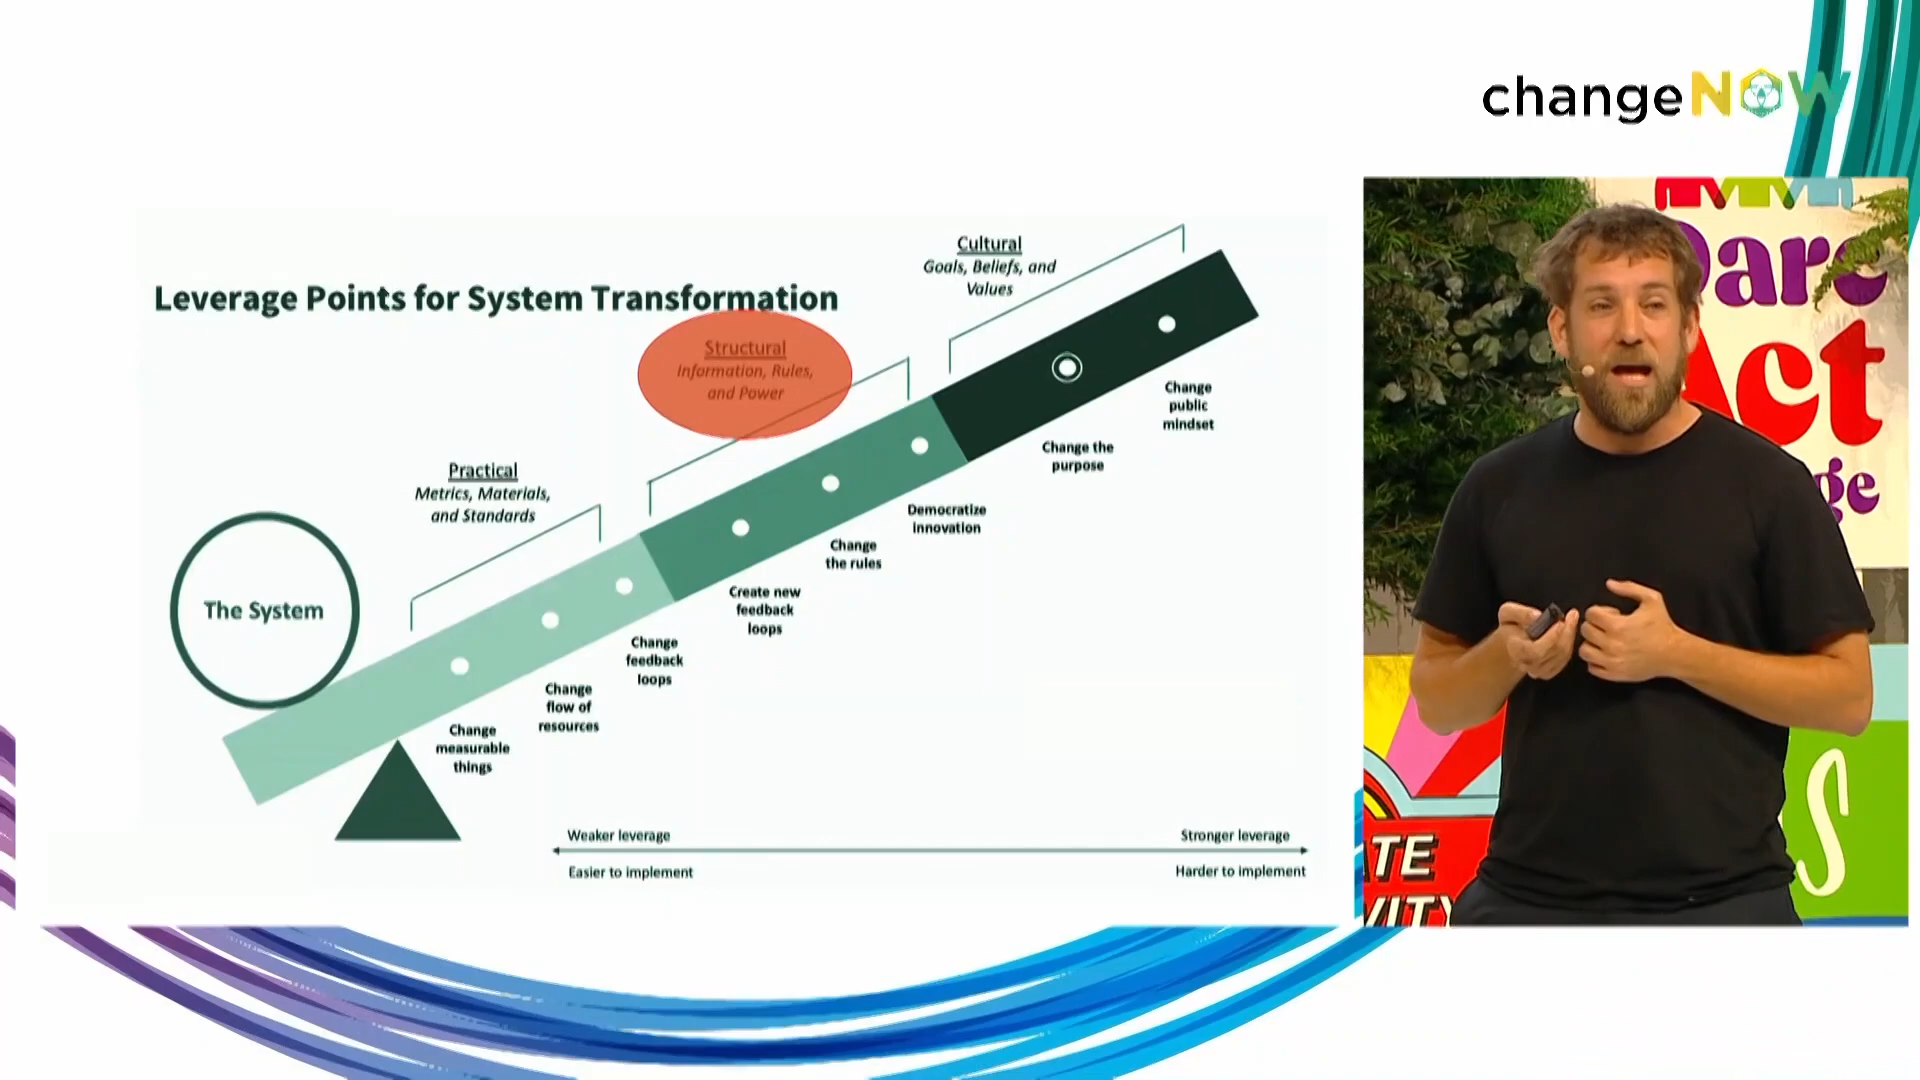 changeNOW
Leverage Points for System Transformation
Cultural
Goals, Beliefs, and
Values
Structural
Information, Rules,
and Power
Practical
Metrics, Materials,
and Standards
The System
Change
measurable
things
Change
flow of
resources
Change
feedback
loops
Create new
feedback
loops
Change
the rules
Democratize
innovation
Change the
purpose
Change
public
mindset
Weaker leverage
Stronger leverage
Easier to implement
Harder to implement
Dare
Act